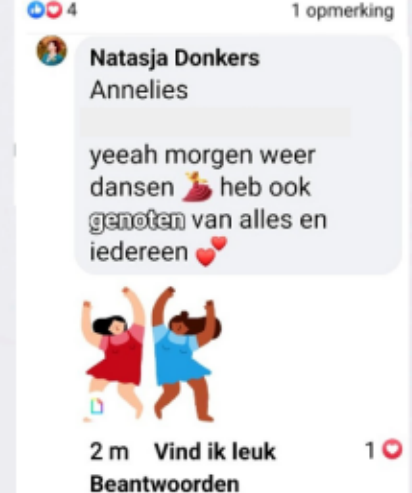 4 1 opmerking
Natasja Donkers
Annelies
yeeah morgen weer
dansen 💃 heb ook
genoten van alles en
iedereen 💕
2 m Vind ik leuk 1
Beantwoorden